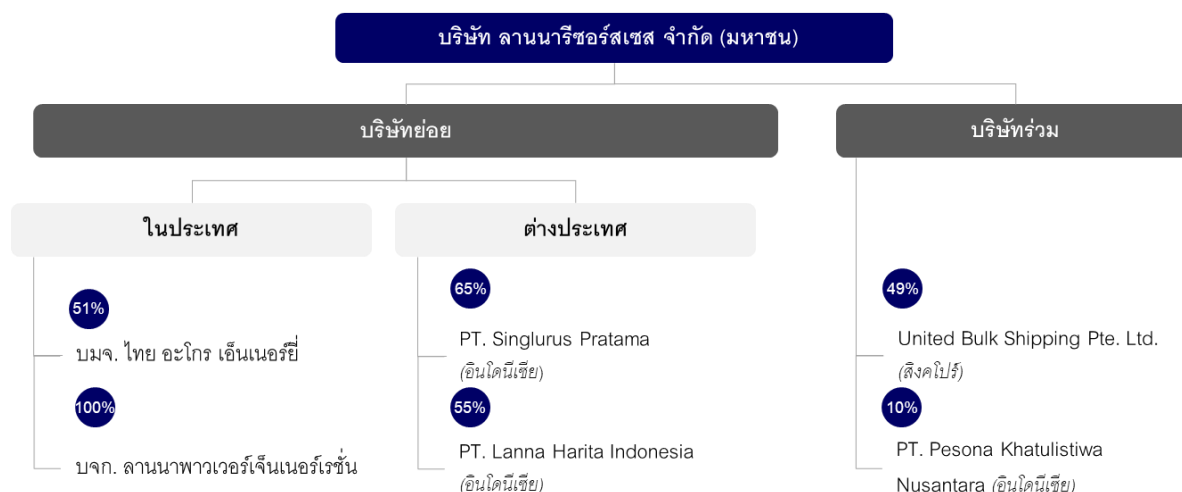 บริษัท ลานนารีซอร์สเซส จำกัด (มหาชน)
บริษัทย่อย
บริษัทร่วม
ในประเทศ
ต่างประเทศ
51%
บมจ. ไทย อะโกร เอ็นเนอร์ยี่
100%
บจก. ลานนาพาวเวอร์เจ็นเนอร์เรชั่น
65%
PT. Singlurus Pratama
(อินโดนีเซีย)
55%
PT. Lanna Harita Indonesia
(อินโดนีเซีย)
49%
United Bulk Shipping Pte. Ltd.
(สิงคโปร์)
10%
PT. Pesona Khatulistiwa
Nusantara (อินโดนีเซีย)